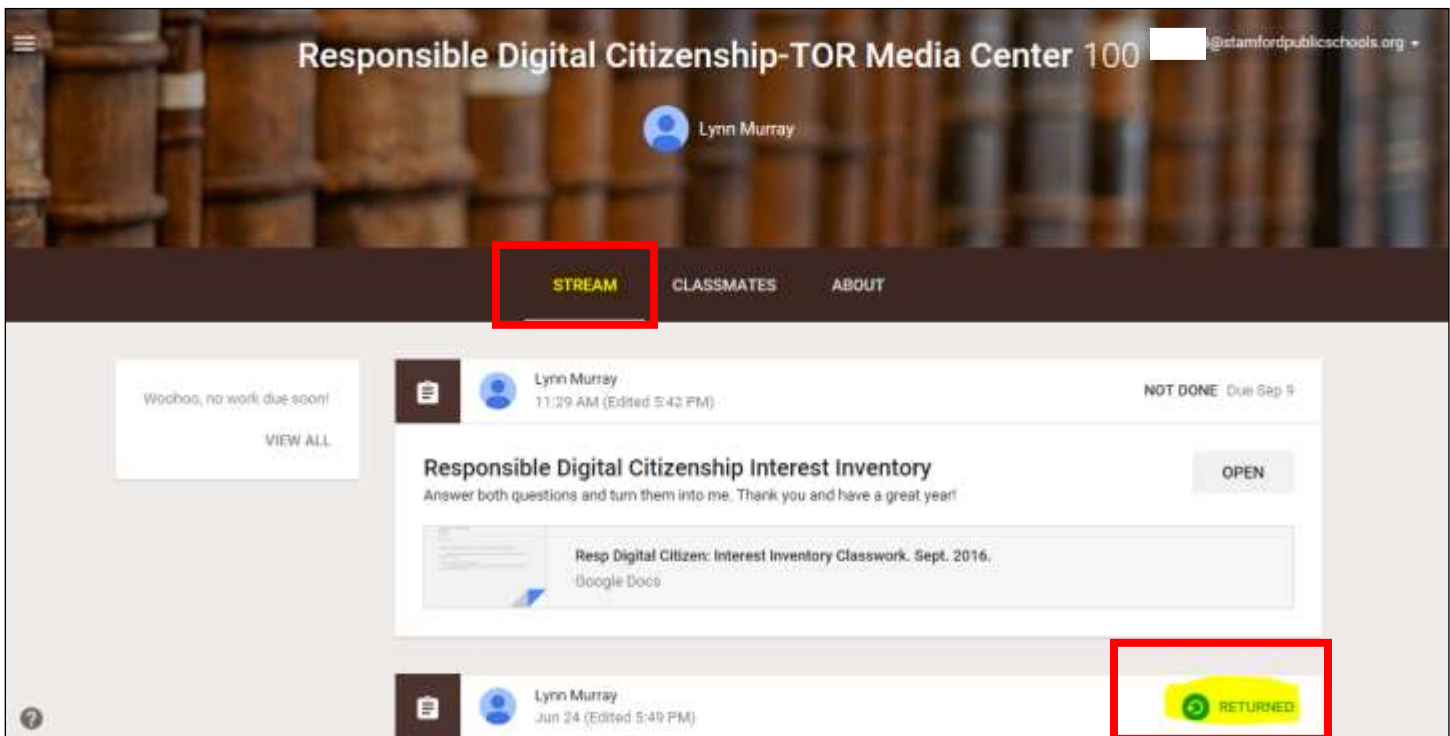 Responsible Digital Citizenship-TOR Media Center 100
@stamfordpublicschools.org
Lynn Murray
STREAM CLASSMATES ABOUT
Woohoo, no work due soon!
VIEW ALL
Lynn Murray
11:29 AM (Edited 5:42 PM)
NOT DONE Due Sep 9
Responsible Digital Citizenship Interest Inventory
Answer both questions and turn them into me. Thank you and have a great year!
OPEN
Resp Digital Citizen: Interest Inventory Classwork. Sept. 2016.
Google Docs
Lynn Murray
Jun 24 (Edited 5:49 PM)
RETURNED